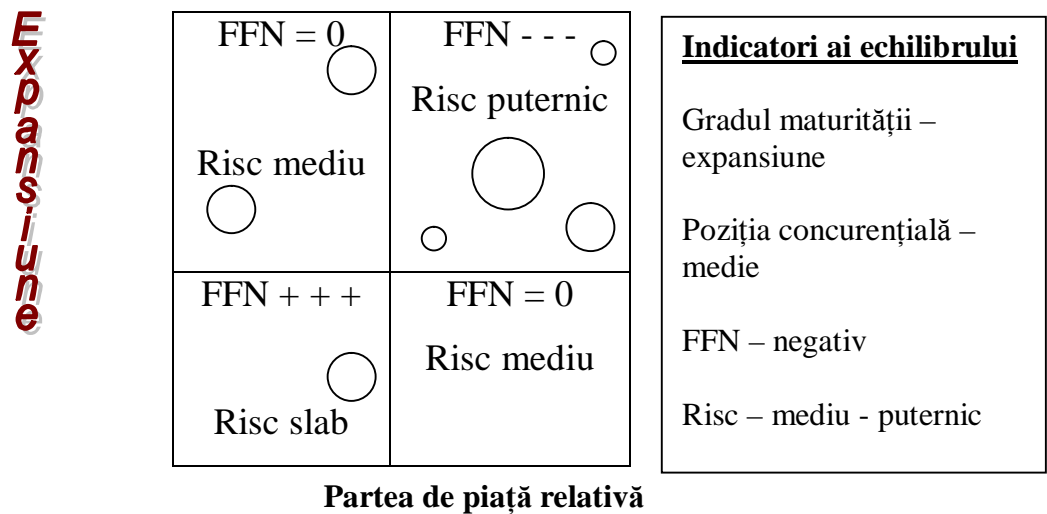 Expansiune
FFN = 0
Risc mediu
FFN - - -
Risc puternic
FFN + + +
Risc slab
FFN = 0
Risc mediu
Partea de piață relativă
Indicatori ai echilibrului
Gradul maturității –
expansiune
Poziția concurențială –
medie
FFN – negativ
Risc – mediu - puternic